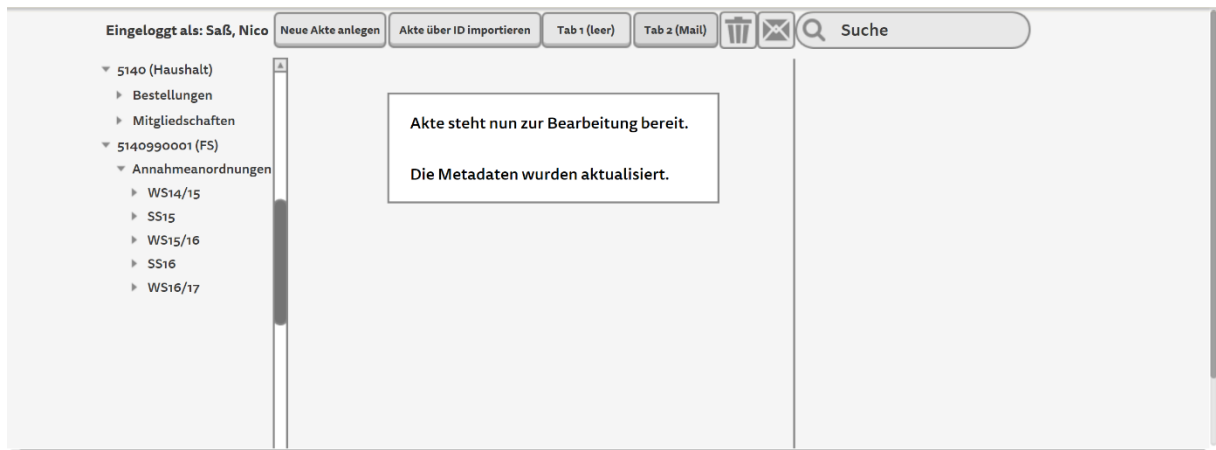 Eingeloggt als: Saß, Nico Neue Akte anlegen Akte über ID importieren Tab 1 (leer) Tab 2 (Mail) Suche
5140 (Haushalt)
Bestellungen
Mitgliedschaften
5140990001 (FS)
Annahmeanordnungen
WS14/15
SS15
WS15/16
SS16
WS16/17
Akte steht nun zur Bearbeitung bereit.
Die Metadaten wurden aktualisiert.